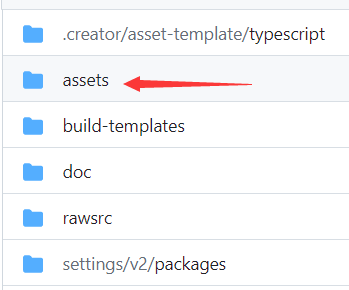 .creator/asset-template/typescript
assets
build-templates
doc
rawsrc
settings/v2/packages